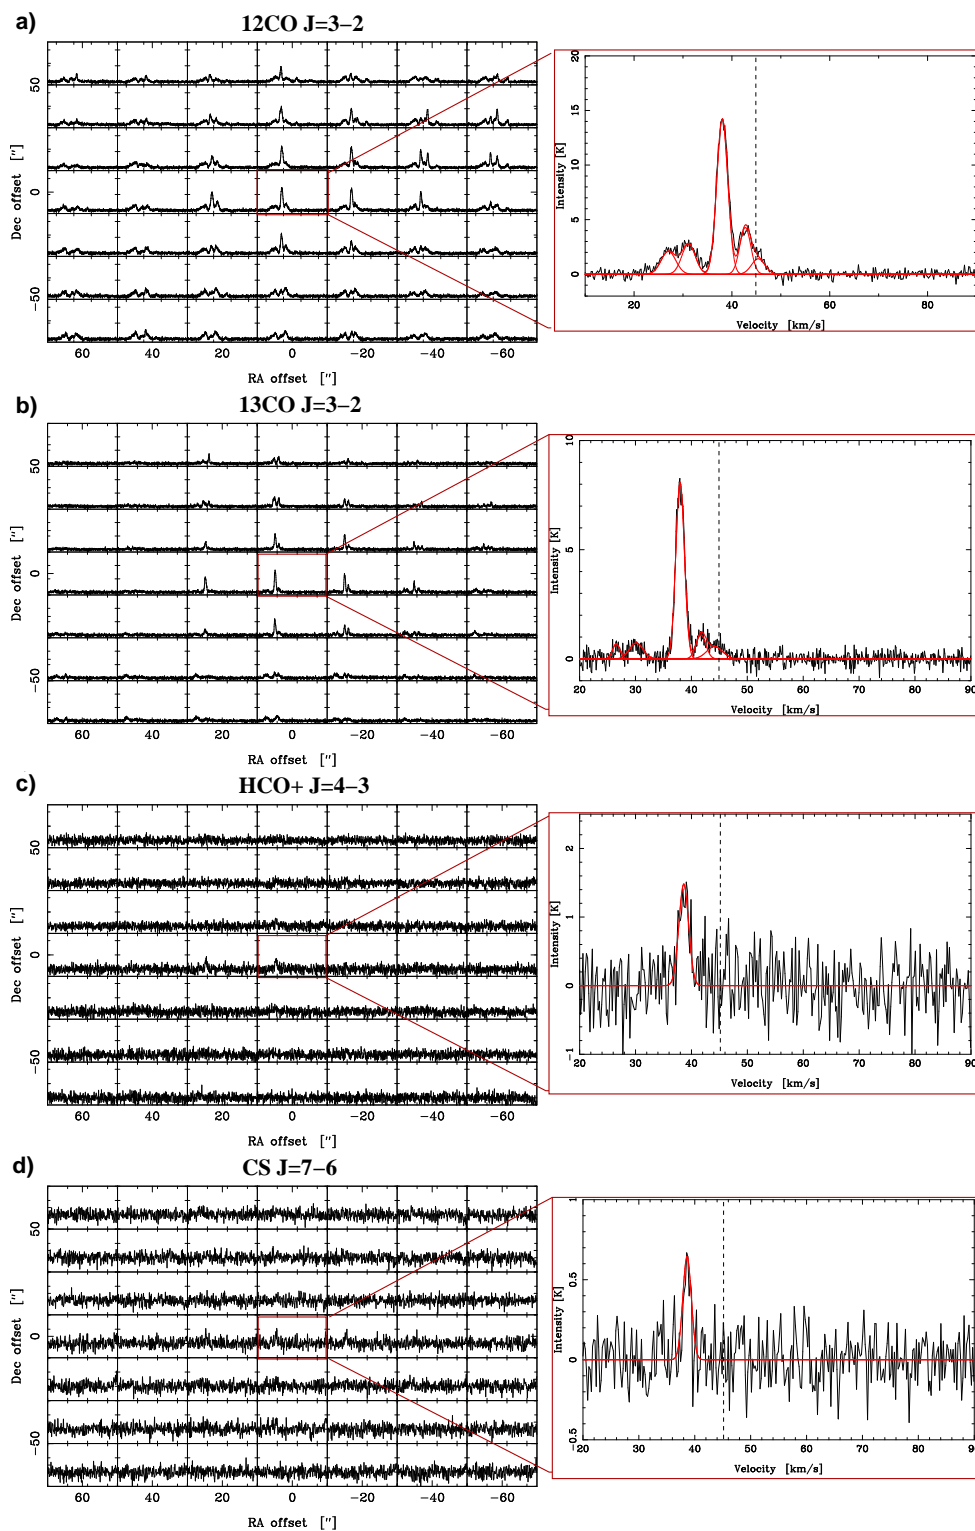 a)
12CO J=3−2
50
0
−50
Dec offset ["]
60 40 20 0 −20 −40 −60
RA offset ["]
20
15
10
5
0
Intensity [K]
20 40 60 80
Velocity [km/s]
b)
13CO J=3−2
50
0
−50
Dec offset ["]
60 40 20 0 −20 −40 −60
RA offset ["]
10
5
0
Intensity [K]
20 30 40 50 60 70 80 90
Velocity [km/s]
c)
HCO+ J=4−3
50
0
−50
Dec offset ["]
60 40 20 0 −20 −40 −60
RA offset ["]
2
1
0
−1
Intensity [K]
20 30 40 50 60 70 80 90
Velocity [km/s]
d)
CS J=7−6
50
0
−50
Dec offset ["]
60 40 20 0 −20 −40 −60
RA offset ["]
1
0.5
0
−0.5
Intensity [K]
20 30 40 50 60 70 80 90
Velocity [km/s]